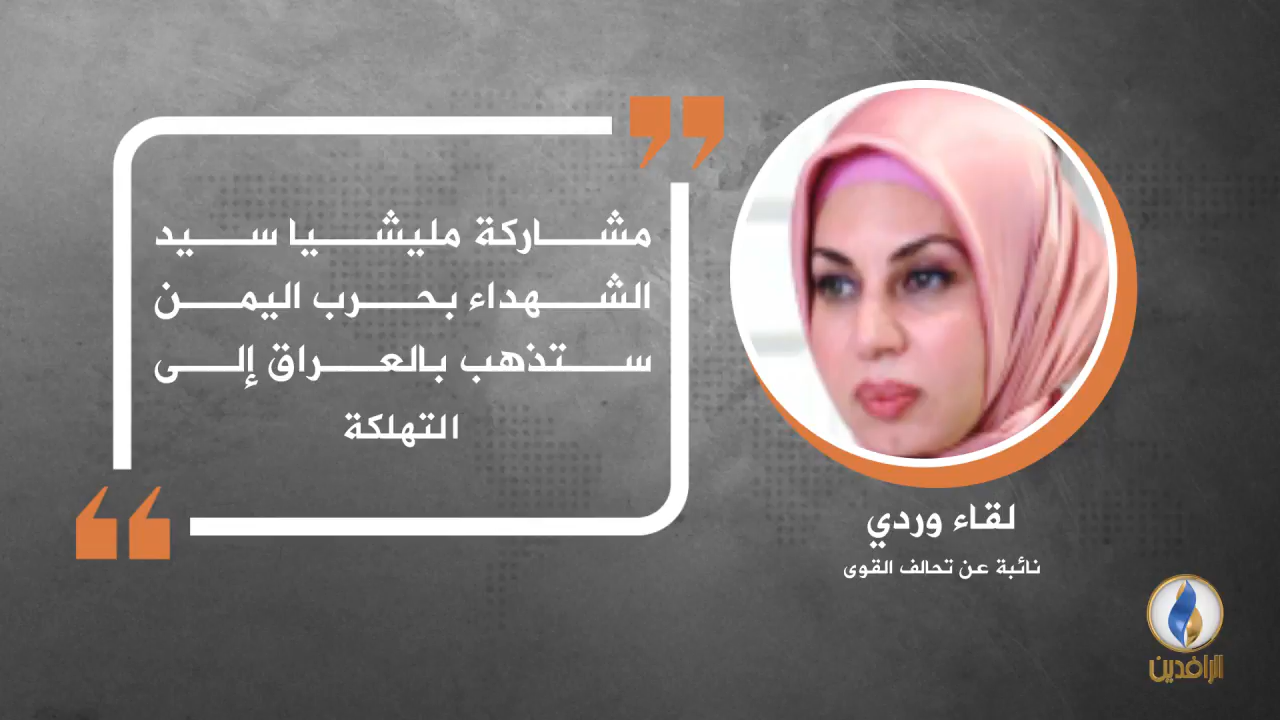 مشاركة مليشيا سيد
الشهداء بحرب اليمن
ستذهب بالعراق إلى
التهلكة
لقاء وردي
نائبة عن تحالف القوى
الرافدين